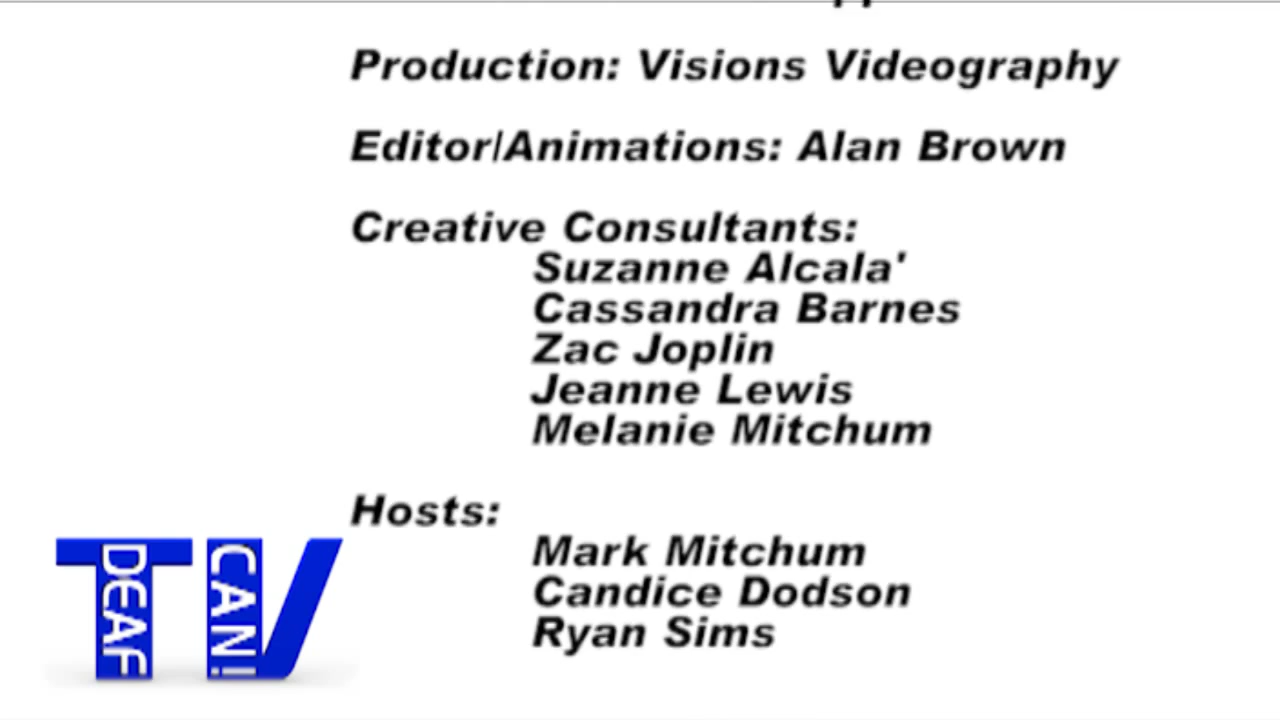 Production: Visions Videography
Editor/Animations: Alan Brown
Creative Consultants:
Suzanne Alcala'
Cassandra Barnes
Zac Joplin
Jeanne Lewis
Melanie Mitchum
Hosts:
Mark Mitchum
Candice Dodson
Ryan Sims
TV
DEAF
CAN!